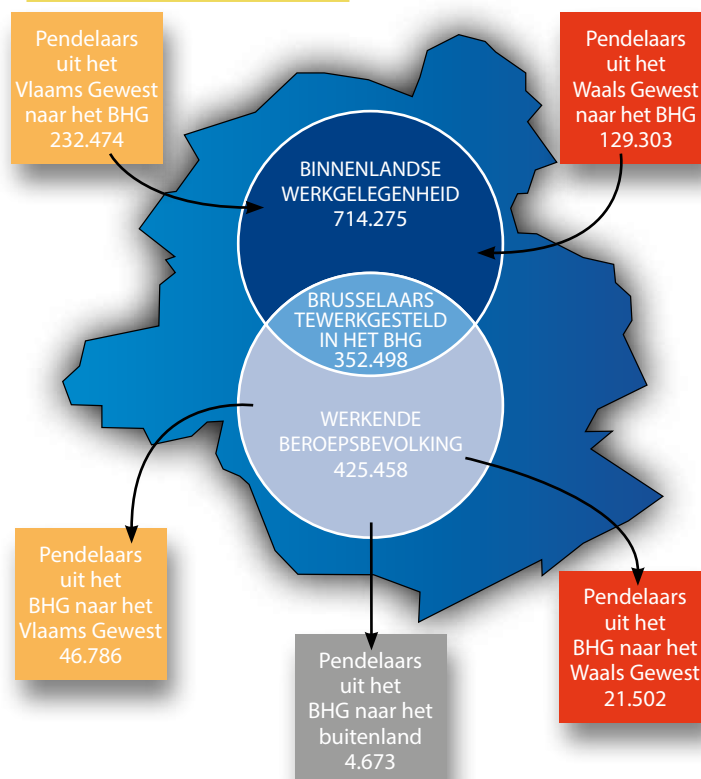 Pendelaars
uit het
Vlaams Gewest
naar het BHG
232.474
Pendelaars
uit het
Waals Gewest
naar het BHG
129.303
BINNENLANDSE
WERKGELEGENHEID
714.275
BRUSSELAARS
TEWERKGESTELD
IN HET BHG
352.498
WERKENDE
BEROEPSBEVOLKING
425.458
Pendelaars
uit het
BHG naar het
Vlaams Gewest
46.786
Pendelaars
uit het
BHG naar het
buitenland
4.673
Pendelaars
uit het
BHG naar het
Waals Gewest
21.502